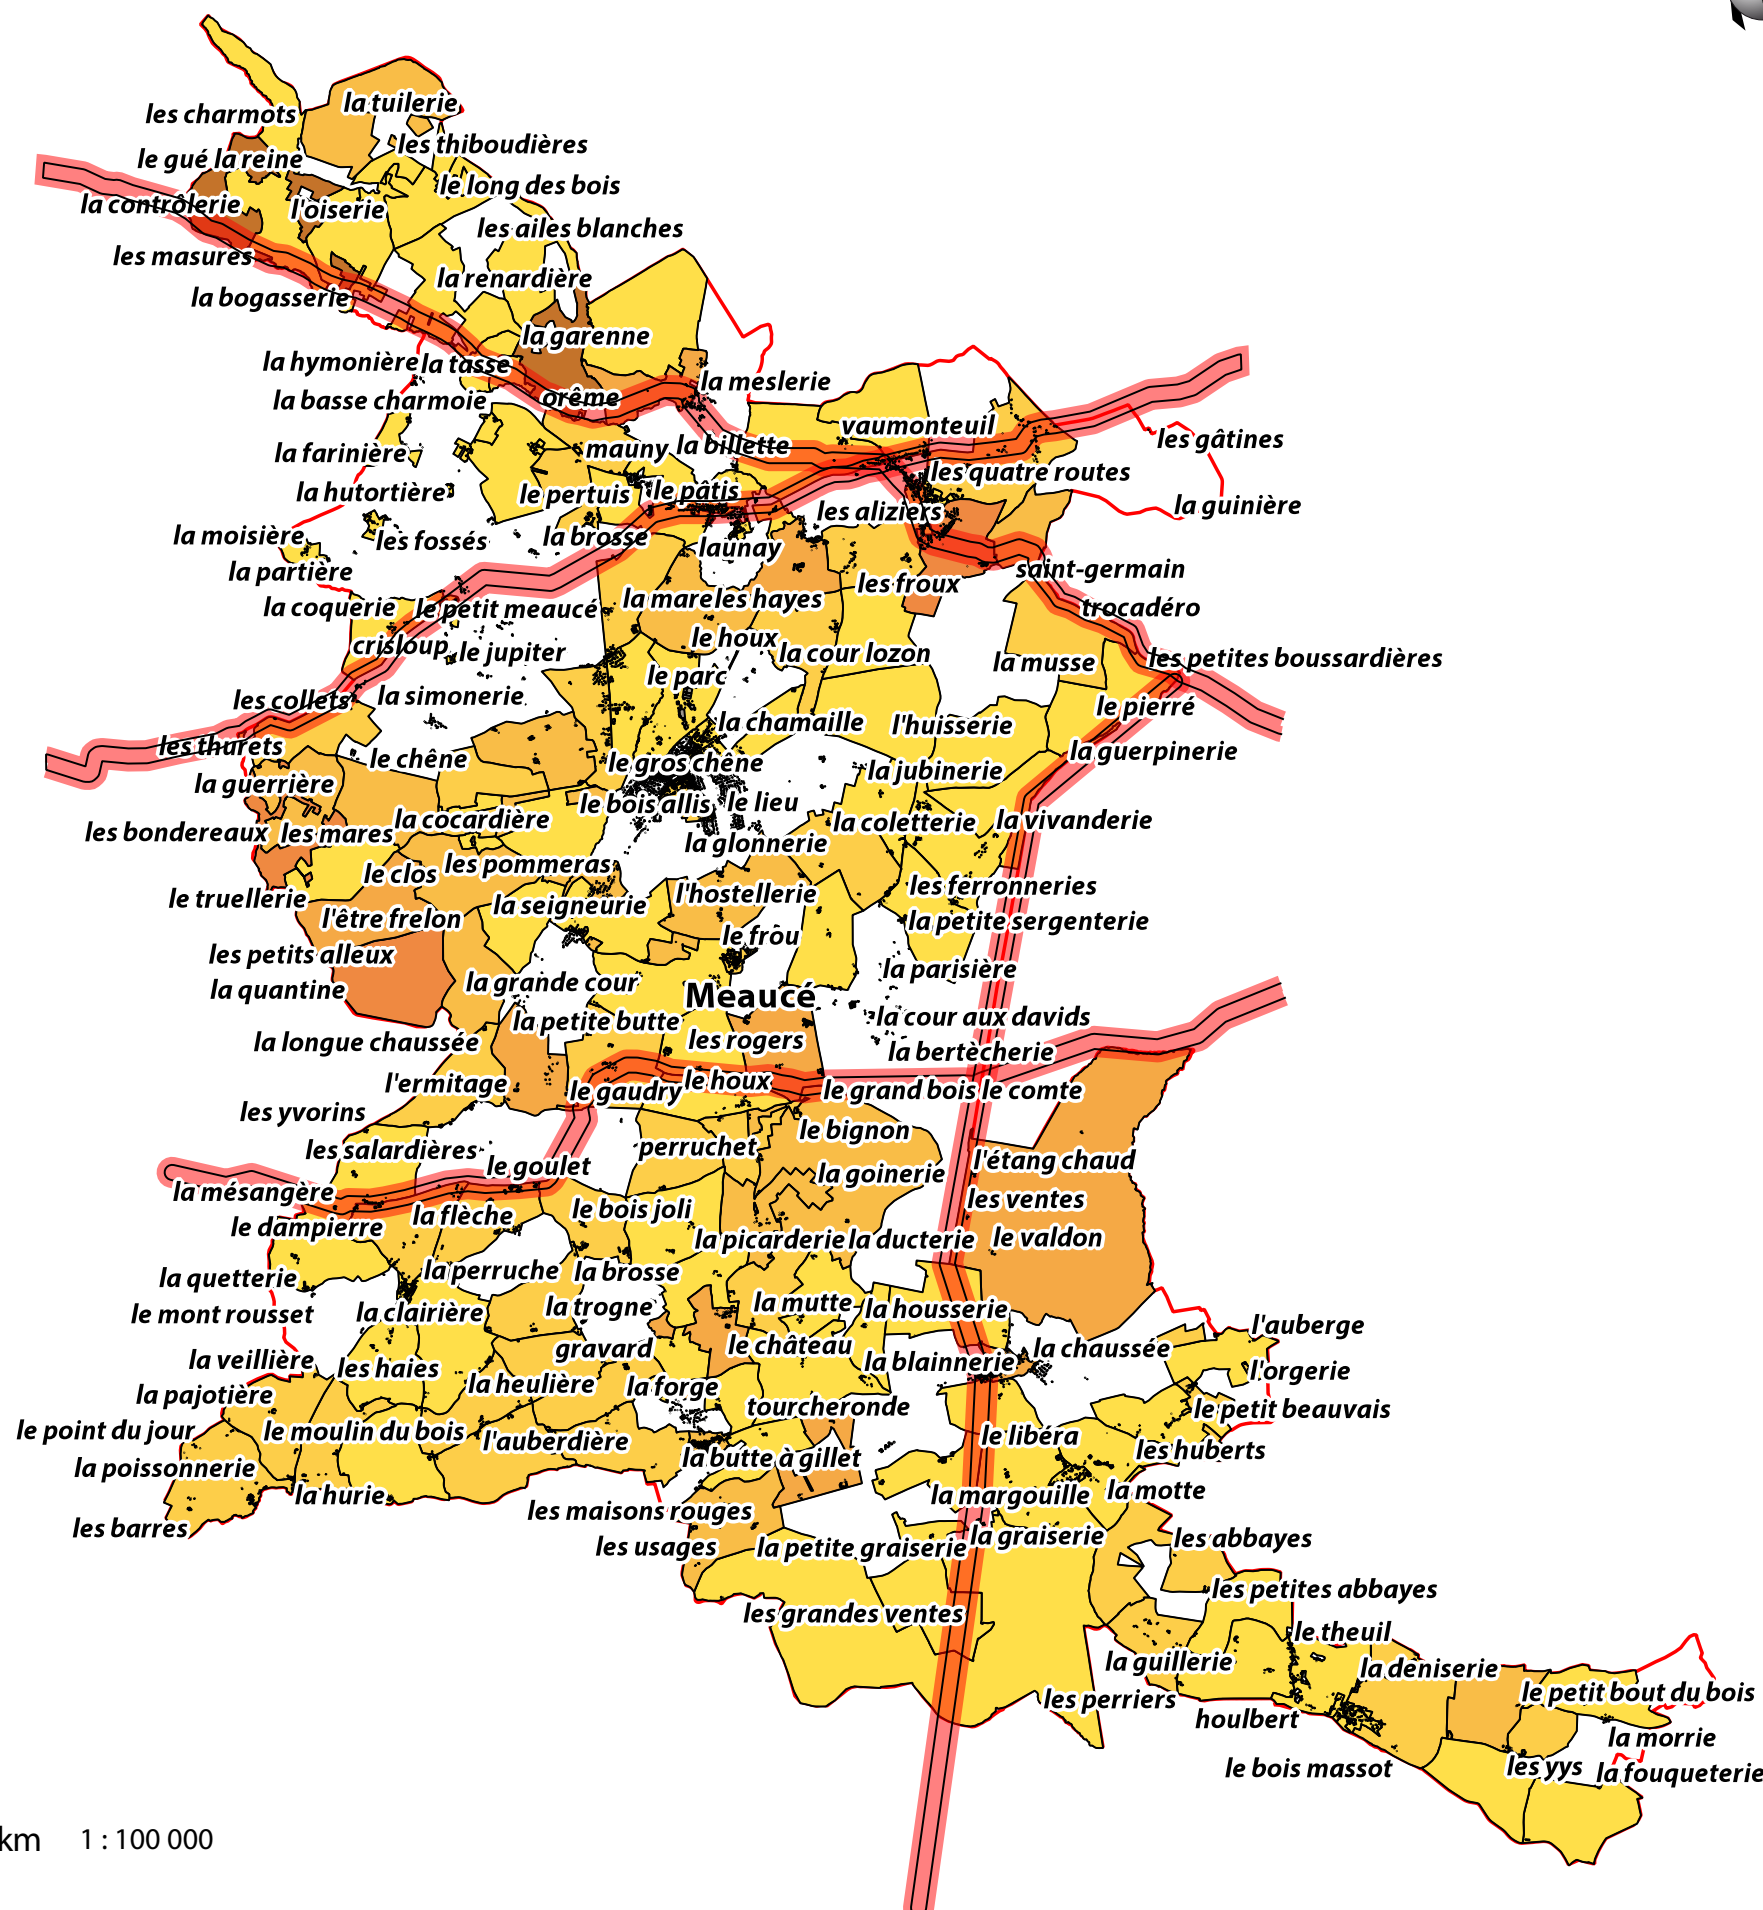 la tuilerie
les charmots
les thiboudières
le gué la reine
le long des bois
la contrôlerie
l'oiserie
les ailes blanches
les masures
la renardière
la bogasserie
la garenne
la hymonière
la tasse
la meslerie
la basse charmoie
orême
vaumonteuil
les gâtines
mauny
la billette
la farinière
les quatre routes
la hutortière
le pertuis
le pâtis
la guinière
les aliziers
la moisière
les fossés
la brosse
launay
la partière
saint-germain
les froux
la coquerie
le petit meaucé
la mare
les hayes
trocadéro
le houx
crisloup
le jupiter
la cour lozon
la musse
les petites boussardières
le parc
les collets
la simonerie
le pierré
la chamaille
l'huisserie
les thurets
le chêne
la guerpinerie
le gros chêne
la jubinerie
la guerrière
le bois allis
le lieu
la cocardière
la coletterie
la vivanderie
les bondereaux
les mares
la glonnerie
le clos
les pommeras
les ferronneries
le truellerie
l'hostellerie
la seigneurie
l'être frelon
la petite sergenterie
le frou
les petits alleux
la parisière
la quantine
la grande cour
Meaucé
la petite butte
la cour aux davids
la longue chaussée
les rogers
la bertècherie
l'ermitage
le gaudry
le houx
le grand bois le comte
les yvorins
le bignon
les salardières
perruchet
le goulet
l'étang chaud
la goinerie
la mésangère
les ventes
le dampierre
la flèche
le bois joli
la picarderie
la ducterie
le valdon
la quetterie
la perruche
la brosse
le mont rousset
la clairière
la trogne
la mutte
la housserie
l'auberge
gravard
le château
la chaussée
la veillière
les haies
la blainnerie
l'orgerie
la pajotière
la heulière
la forge
tourcheronde
le petit beauvais
le point du jour
le moulin du bois
l'auberdière
le libéra
les huberts
la poissonnerie
la butte à gillet
la hurie
la margouille
la motte
les barres
les maisons rouges
la graiserie
les abbayes
les usages
la petite graiserie
les petites abbayes
les grandes ventes
le theuil
la guillerie
la deniserie
les perriers
le petit bout du bois
houlbert
la morrie
le bois massot
les yys
la fouqueterie
km
1 : 100 000